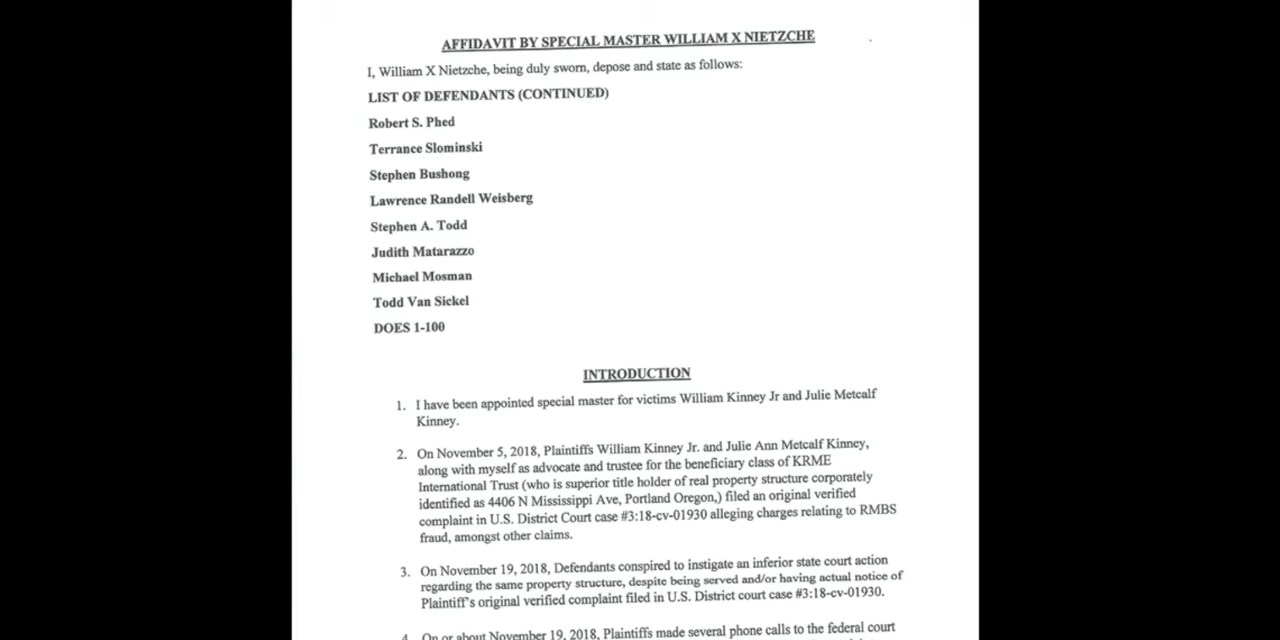 AFFIDAVIT BY SPECIAL MASTER WILLIAM X NIETZCHE
I, William X Nietzche, being duly sworn, depose and state as follows:
LIST OF DEFENDANTS (CONTINUED)
Robert S. Phed
Terrance Slominski
Stephen Bushong
Lawrence Randell Weisberg
Stephen A. Todd
Judith Matarazzo
Michael Mosman
Todd Van Sickel
DOES 1-100
INTRODUCTION
1. I have been appointed special master for victims William Kinney Jr and Julie Metcalf
Kinney.
2. On November 5, 2018, Plaintiffs William Kinney Jr. and Julie Ann Metcalf Kinney,
along with myself as advocate and trustee for the beneficiary class of KRME
International Trust (who is superior title holder of real property structure corporately
identified as 4406 N Mississippi Ave, Portland Oregon,) filed an original verified
complaint in U.S. District Court case #3:18-cv-01930 alleging charges relating to RMBS
fraud, amongst other claims.
3. On November 19, 2018, Defendants conspired to instigate an inferior state court action
regarding the same property structure, despite being served and/or having actual notice of
Plaintiff's original verified complaint filed in U.S. District court case #3:18-cv-01930.
4. On or about November 19, 2018, Plaintiffs made several phone calls to the federal court